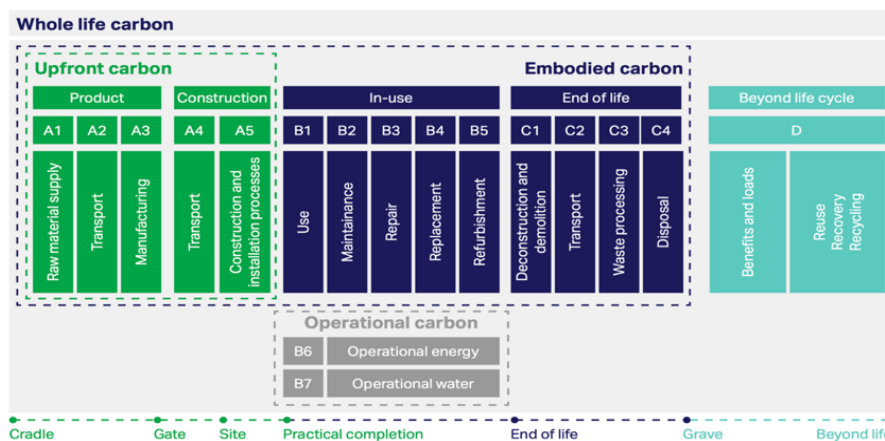 Whole life carbon
Upfront carbon
Embodied carbon
Product
Construction
In-use
End of life
Beyond life cycle
A1
A2
A3
A4
A5
B1
B2
B3
B4
B5
C1
C2
C3
C4
D
Raw material supply
Transport
Manufacturing
Transport
Construction and
installation processes
Use
Maintainance
Repair
Replacement
Refurbishment
Deconstruction and
demolition
Transport
Waste processing
Disposal
Benefits and loads
Reuse
Recovery
Recycling
Operational carbon
B6
Operational energy
B7
Operational water
Cradle
Gate
Site
Practical completion
End of life
Grave
Beyond life